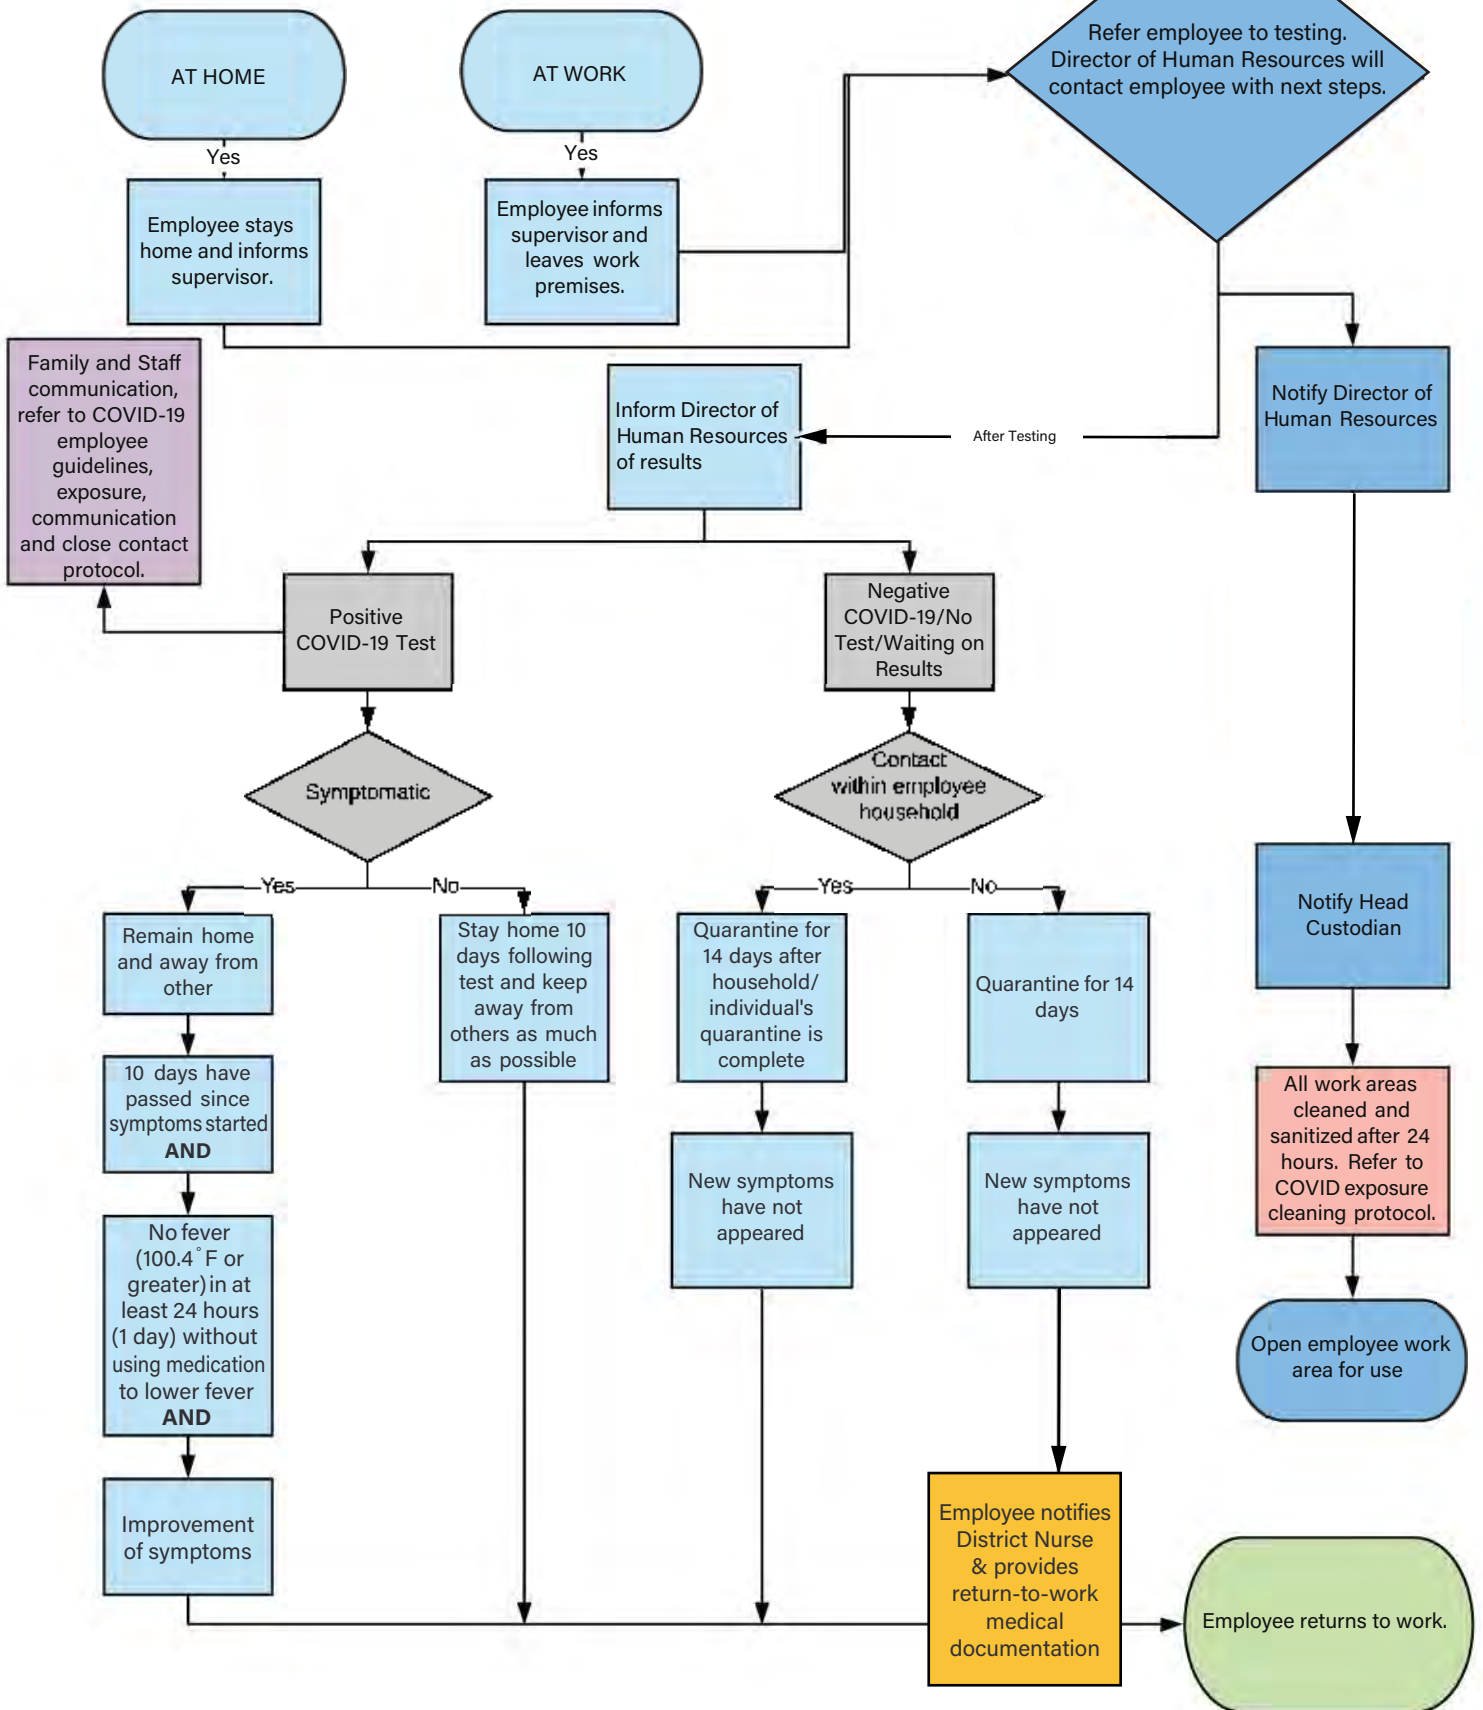 Refer employee to testing.
Director of Human Resources will
contact employee with next steps.
AT HOME
AT WORK
Yes
Yes
Employee stays
home and informs
supervisor.
Employee informs
supervisor and
leaves work
premises.
Family and Staff
communication,
refer to COVID-19
employee
guidelines,
exposure,
communication
and close contact
protocol.
Inform Director of
Human Resources
of results
After Testing
Notify Director of
Human Resources
Positive
COVID-19 Test
Negative
COVID-19/No
Test/Waiting on
Results
Symptomatic
Contact
within employee
household
Yes
No
Yes
No
Remain home
and away from
other
Stay home 10
days following
test and keep
away from
others as much
as possible
Quarantine for
14 days after
household/
individual's
quarantine is
complete
Quarantine for 14
days
Notify Head
Custodian
10 days have
passed since
symptoms started
AND
New symptoms
have not
appeared
New symptoms
have not
appeared
All work areas
cleaned and
sanitized after 24
hours. Refer to
COVID exposure
cleaning protocol.
No fever
(100.4°F or
greater) in at
least 24 hours
(1 day) without
using medication
to lower fever
AND
Open employee work
area for use
Improvement
of symptoms
Employee notifies
District Nurse
& provides
return-to-work
medical
documentation
Employee returns to work.